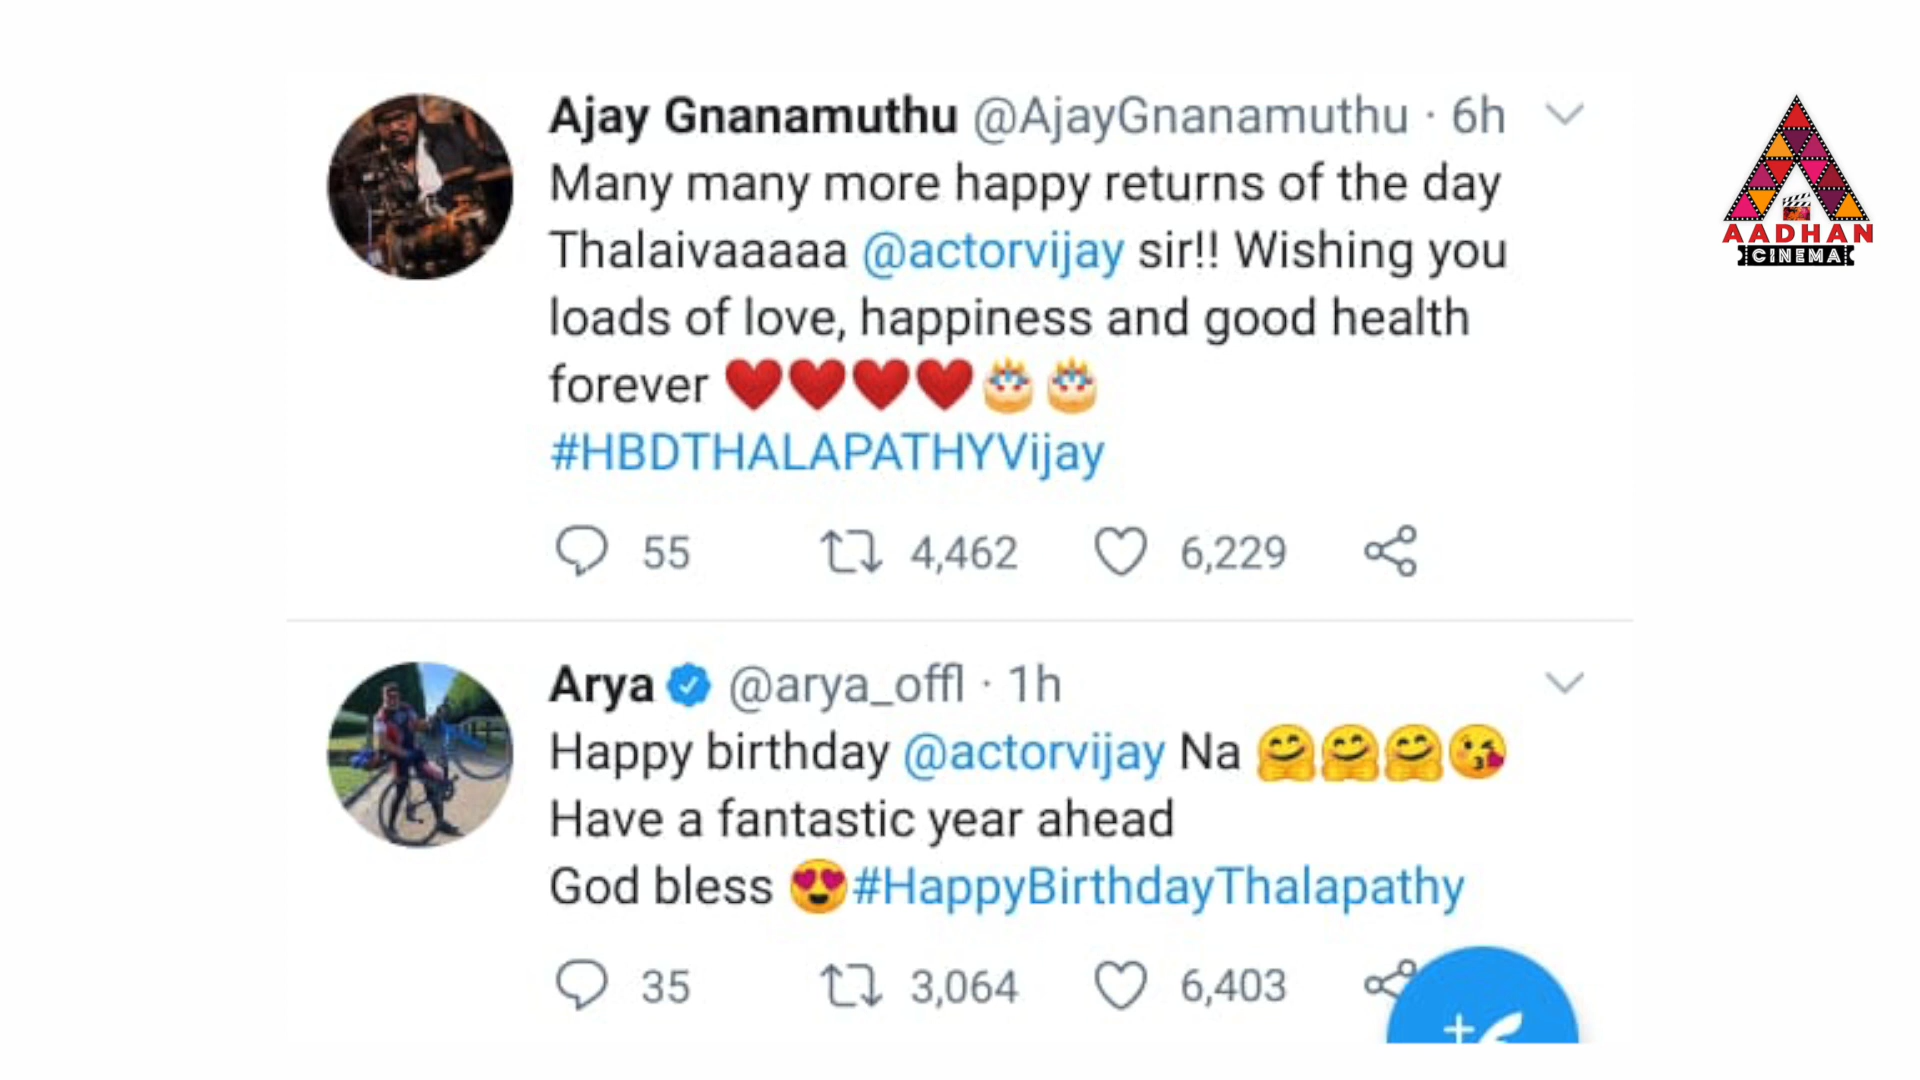 Ajay Gnanamuthu @AjayGnanamuthu · 6h
Many many more happy returns of the day
Thalaivaaaaa @actorvijay sir!! Wishing you
loads of love, happiness and good health
forever ❤️❤️❤️❤️🎂🎂
#HBDTHALAPATHYVijay
55 4,462 6,229
Arya @arya_offl · 1h
Happy birthday @actorvijay Na 🤗🤗🤗😘
Have a fantastic year ahead
God bless 😍#HappyBirthdayThalapathy
35 3,064 6,403
AADHAN
CINEMA